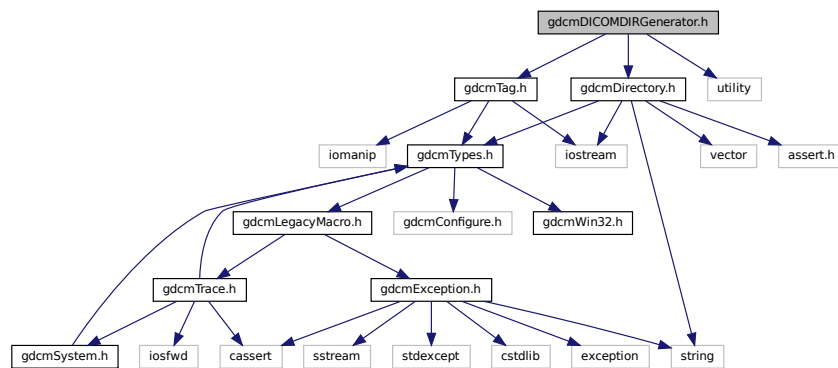 gdcmDICOMDIRGenerator.h
gdcmTag.h
gdcmDirectory.h
utility
iomanip
gdcmTypes.h
iostream
vector
assert.h
gdcmLegacyMacro.h
gdcmConfigure.h
gdcmWin32.h
gdcmTrace.h
gdcmException.h
gdcmSystem.h
iosfwd
cassert
sstream
stdexcept
cstdlib
exception
string